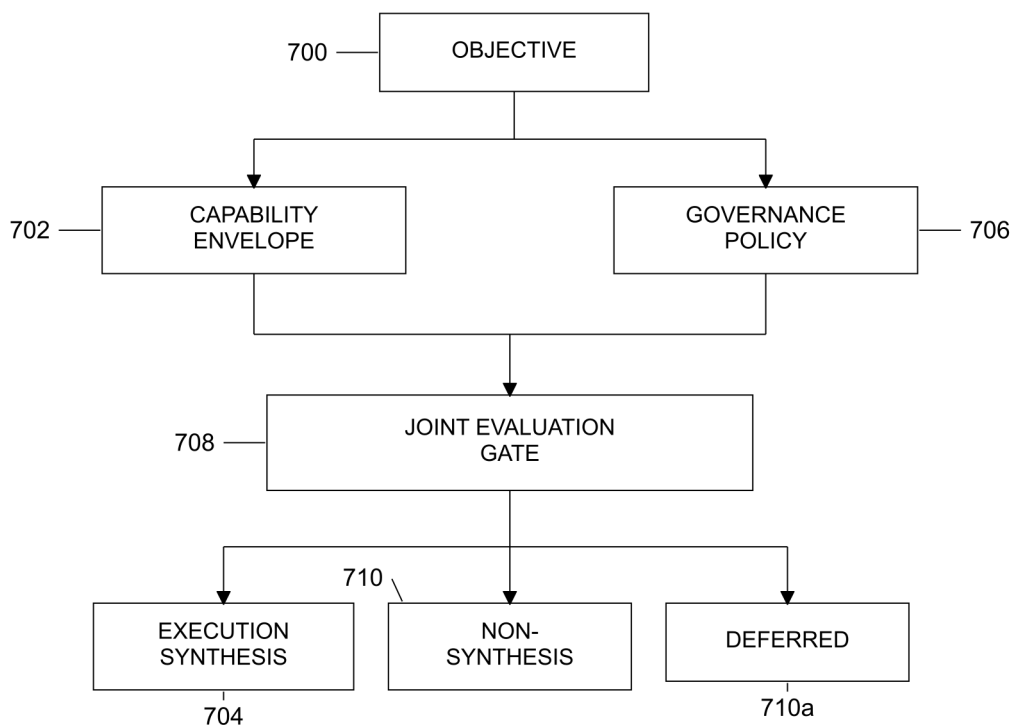 700
OBJECTIVE
702
CAPABILITY
ENVELOPE
GOVERNANCE
POLICY
706
708
JOINT EVALUATION
GATE
710
EXECUTION
SYNTHESIS
NON-
SYNTHESIS
DEFERRED
704
710a